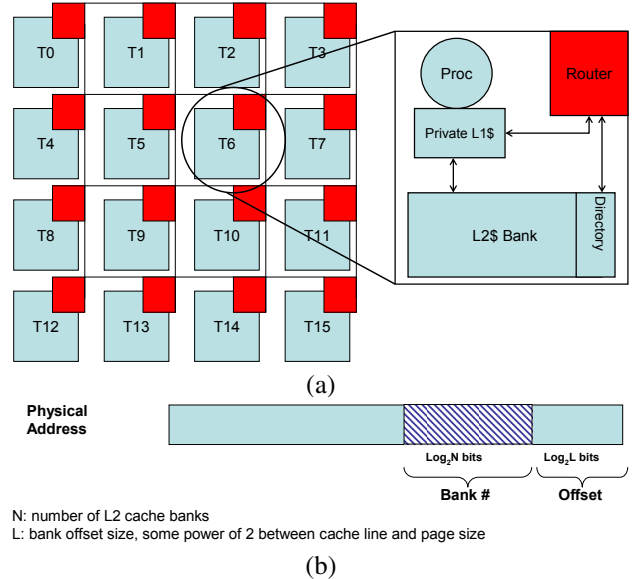 T0
T1
T2
T3
T4
T5
T6
T7
T8
T9
T10
T11
T12
T13
T14
T15
Proc
Router
Private L1$
L2$ Bank
Directory
(a)
Physical
Address
Log2N bits
Log2L bits
Bank #
Offset
N: number of L2 cache banks
L: bank offset size, some power of 2 between cache line and page size
(b)